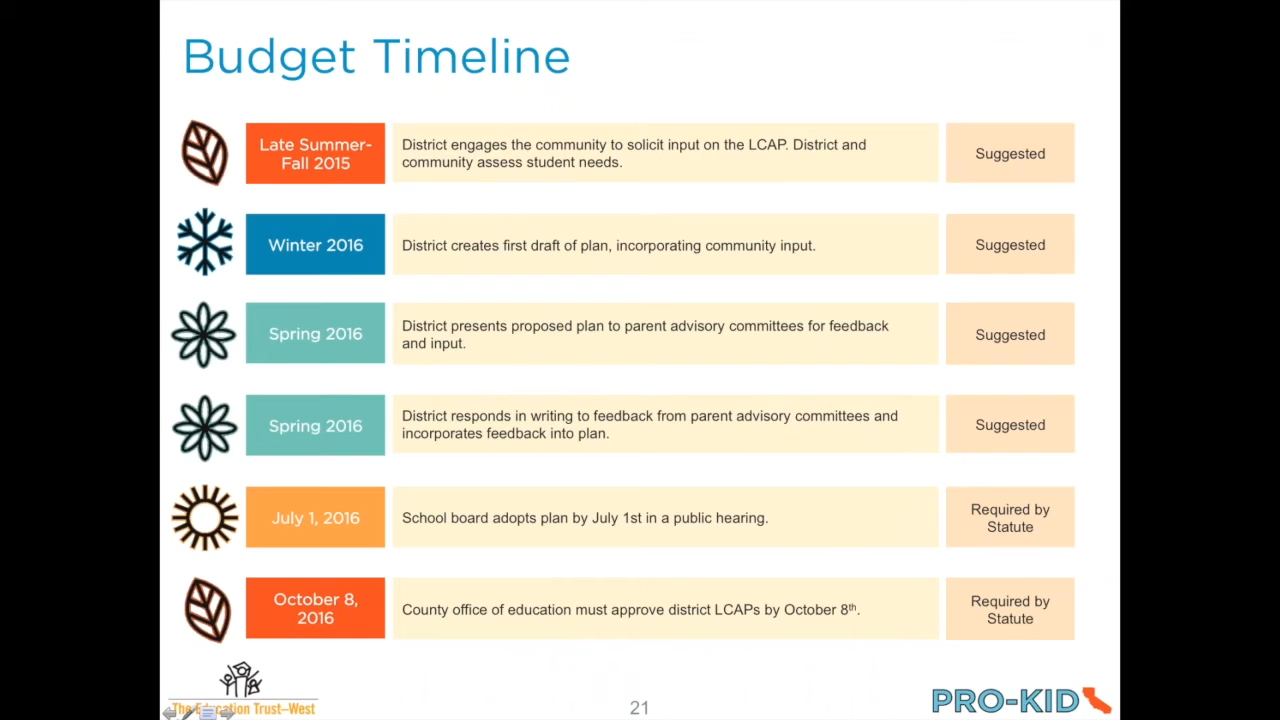 Budget Timeline
Late Summer-
Fall 2015
District engages the community to solicit input on the LCAP. District and
community assess student needs.
Suggested
Winter 2016
District creates first draft of plan, incorporating community input.
Suggested
Spring 2016
District presents proposed plan to parent advisory committees for feedback
and input.
Suggested
Spring 2016
District responds in writing to feedback from parent advisory committees and
incorporates feedback into plan.
Suggested
July 1, 2016
School board adopts plan by July 1st in a public hearing.
Required by
Statute
October 8,
2016
County office of education must approve district LCAPs by October 8th.
Required by
Statute
The Education Trust—West
21
PRO-KID